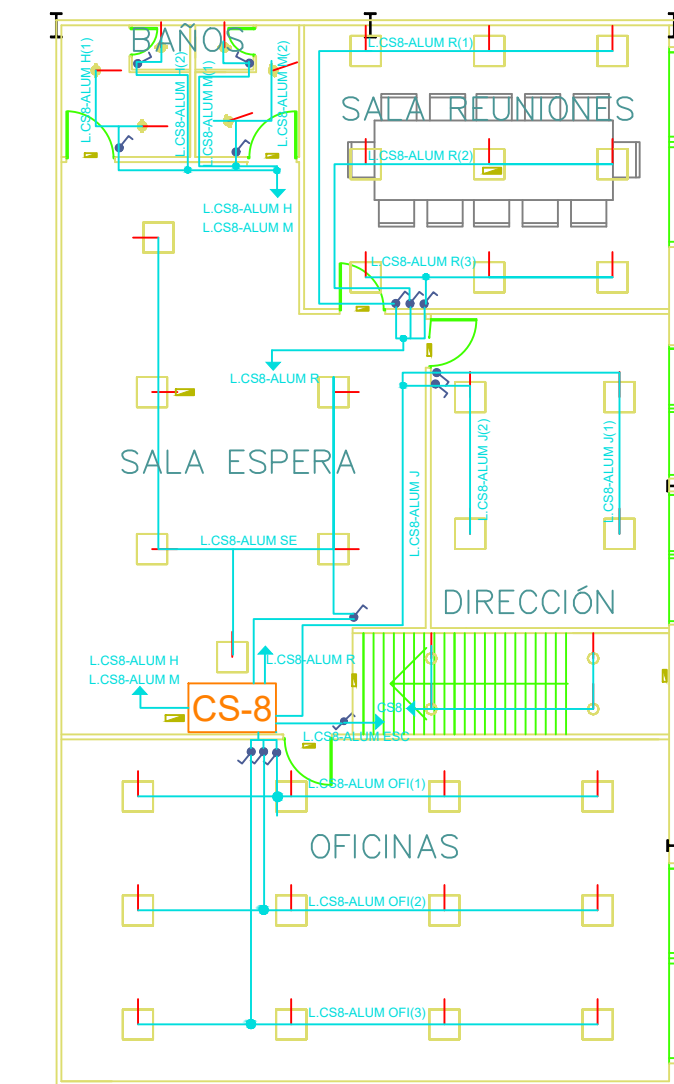 BAÑOS
L.CS8-ALUM H(1)
L.CS8-ALUM H(2)
L.CS8-ALUM M(1)
L.CS8-ALUM M(2)
L.CS8-ALUM R(1)
SALA REUNIONES
L.CS8-ALUM R(2)
L.CS8-ALUM H
L.CS8-ALUM M
L.CS8-ALUM R(3)
L.CS8-ALUM R
SALA ESPERA
L.CS8-ALUM J
L.CS8-ALUM J(2)
L.CS8-ALUM J(1)
L.CS8-ALUM SE
DIRECCIÓN
L.CS8-ALUM H
L.CS8-ALUM M
L.CS8-ALUM R
CS-8
CS8
L.CS8-ALUM ESC
L.CS8-ALUM OFI(1)
OFICINAS
L.CS8-ALUM OFI(2)
L.CS8-ALUM OFI(3)